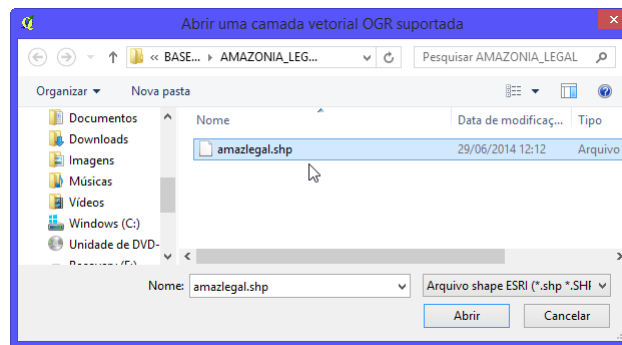 Abrir uma camada vetorial OGR suportada
« BASE... AMAZONIA_LEG...
Pesquisar AMAZONIA_LEGAL
Organizar
Nova pasta
Documentos
Downloads
Imagens
Músicas
Vídeos
Windows (C:)
Unidade de DVD-
Nome
Data de modificaç...
Tipo
amazlegal.shp
29/06/2014 12:12
Arquivo
Nome:
amazlegal.shp
Arquivo shape ESRI (*.shp *.SHF
Abrir
Cancelar